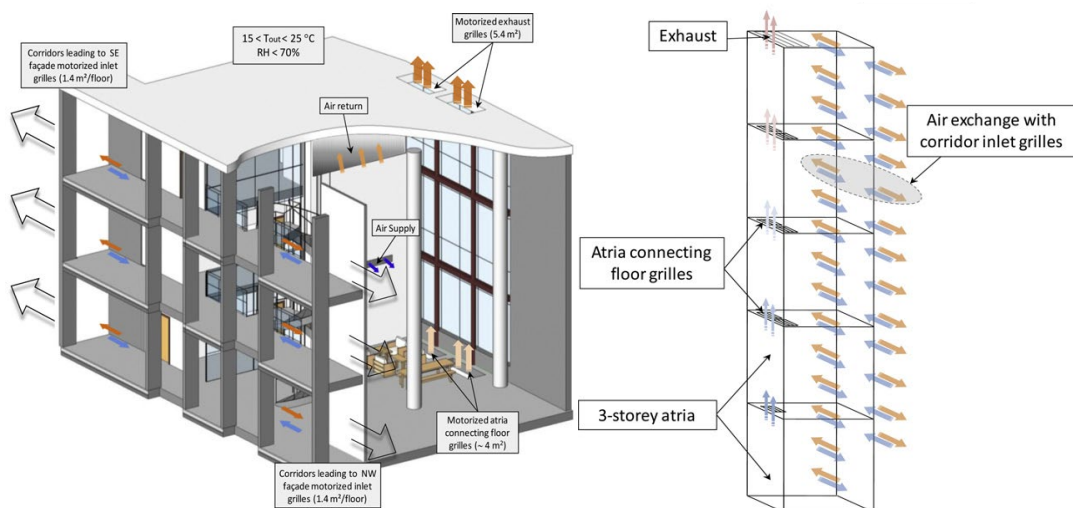 Corridors leading to SE
façade motorized inlet
grilles (1.4 m²/floor)
15 < Tout < 25 °C
RH < 70%
Motorized exhaust
grilles (5.4 m²)
Air return
Air Supply
Motorized atria
connecting floor
grilles (~ 4 m²)
Corridors leading to NW
façade motorized inlet
grilles (1.4 m²/floor)
Exhaust
Air exchange with
corridor inlet grilles
Atria connecting
floor grilles
3-storey atria